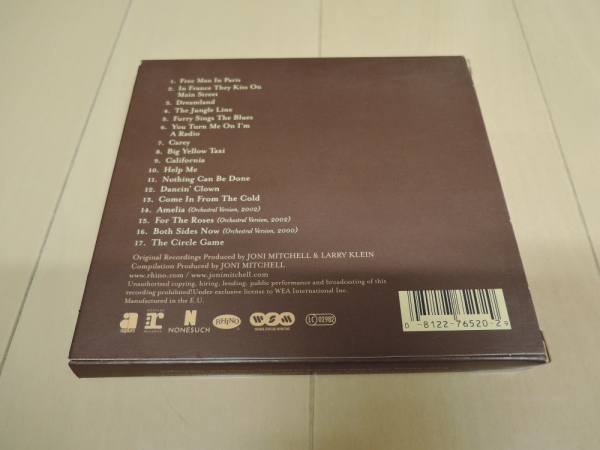 1. Free Man In Paris
2. In France They Kiss On
Main Street
3. Dreamland
4. The Jungle Line
5. Furry Sings The Blues
6. You Turn Me On I'm
A Radio
7. Carey
8. Big Yellow Taxi
9. California
10. Help Me
11. Nothing Can Be Done
12. Dancin' Clown
13. Come In From The Cold
14. Amelia (Orchestral Version, 2002)
15. For The Roses (Orchestral Version, 2002)
16. Both Sides Now (Orchestral Version, 2000)
17. The Circle Game
Original Recordings Produced by JONI MITCHELL & LARRY KLEIN
Compilation Produced by JONI MITCHELL
www.rhino.com / www.jonimitchell.com
Unauthorised copying, hiring, lending, public performance and broadcasting of this
recording prohibited. Under exclusive license to WEA International Inc.
Manufactured in the E.U.
NONESUCH
RHINO
WSM
LC 02982
0 81227-6520-2 9